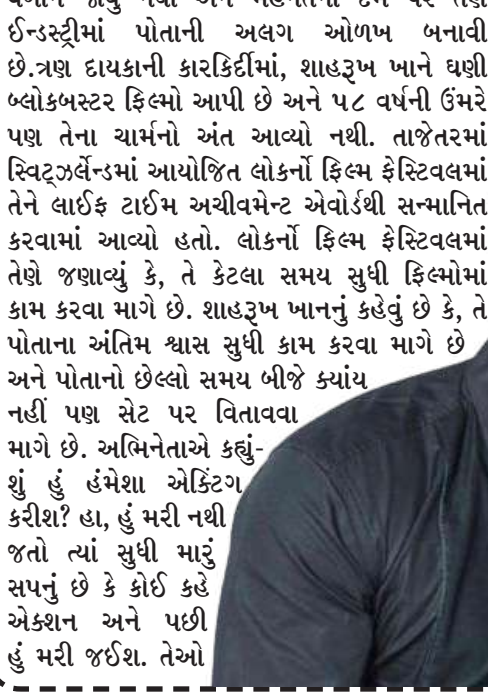 ઈન્ડસ્ટ્રીમાં પોતાની અલગ ઓળખ બનાવી
છે.ત્રણ દાયકાની કારકિર્દીમાં, શાહરૂખ ખાને ઘણી
બ્લોકબસ્ટર ફિલ્મો આપી છે અને ૫૮ વર્ષની ઉંમરે
પણ તેના ચાર્મનો અંત આવ્યો નથી. તાજેતરમાં
સ્વિટ્ઝર્લેન્ડમાં આયોજિત લોકર્નો ફિલ્મ ફેસ્ટિવલમાં
તેને લાઈફ ટાઈમ અચીવમેન્ટ એવોર્ડથી સન્માનિત
કરવામાં આવ્યો હતો. લોકર્નો ફિલ્મ ફેસ્ટિવલમાં
તેણે જણાવ્યું કે, તે કેટલા સમય સુધી ફિલ્મોમાં
કામ કરવા માગે છે. શાહરૂખ ખાનનું કહેવું છે કે, તે
પોતાના અંતિમ શ્વાસ સુધી કામ કરવા માગે છે
અને પોતાનો છેલ્લો સમય બીજે ક્યાંય
નહીં પણ સેટ પર વિતાવવા
માગે છે. અભિનેતાએ કહ્યું-
શું હું હંમેશા એક્ટિંગ
કરીશ? હા, હું મરી નથી
જતો ત્યાં સુધી મારું
સપનું છે કે કોઈ કહે
એક્શન અને પછી
હું મરી જઈશ. તેઓ